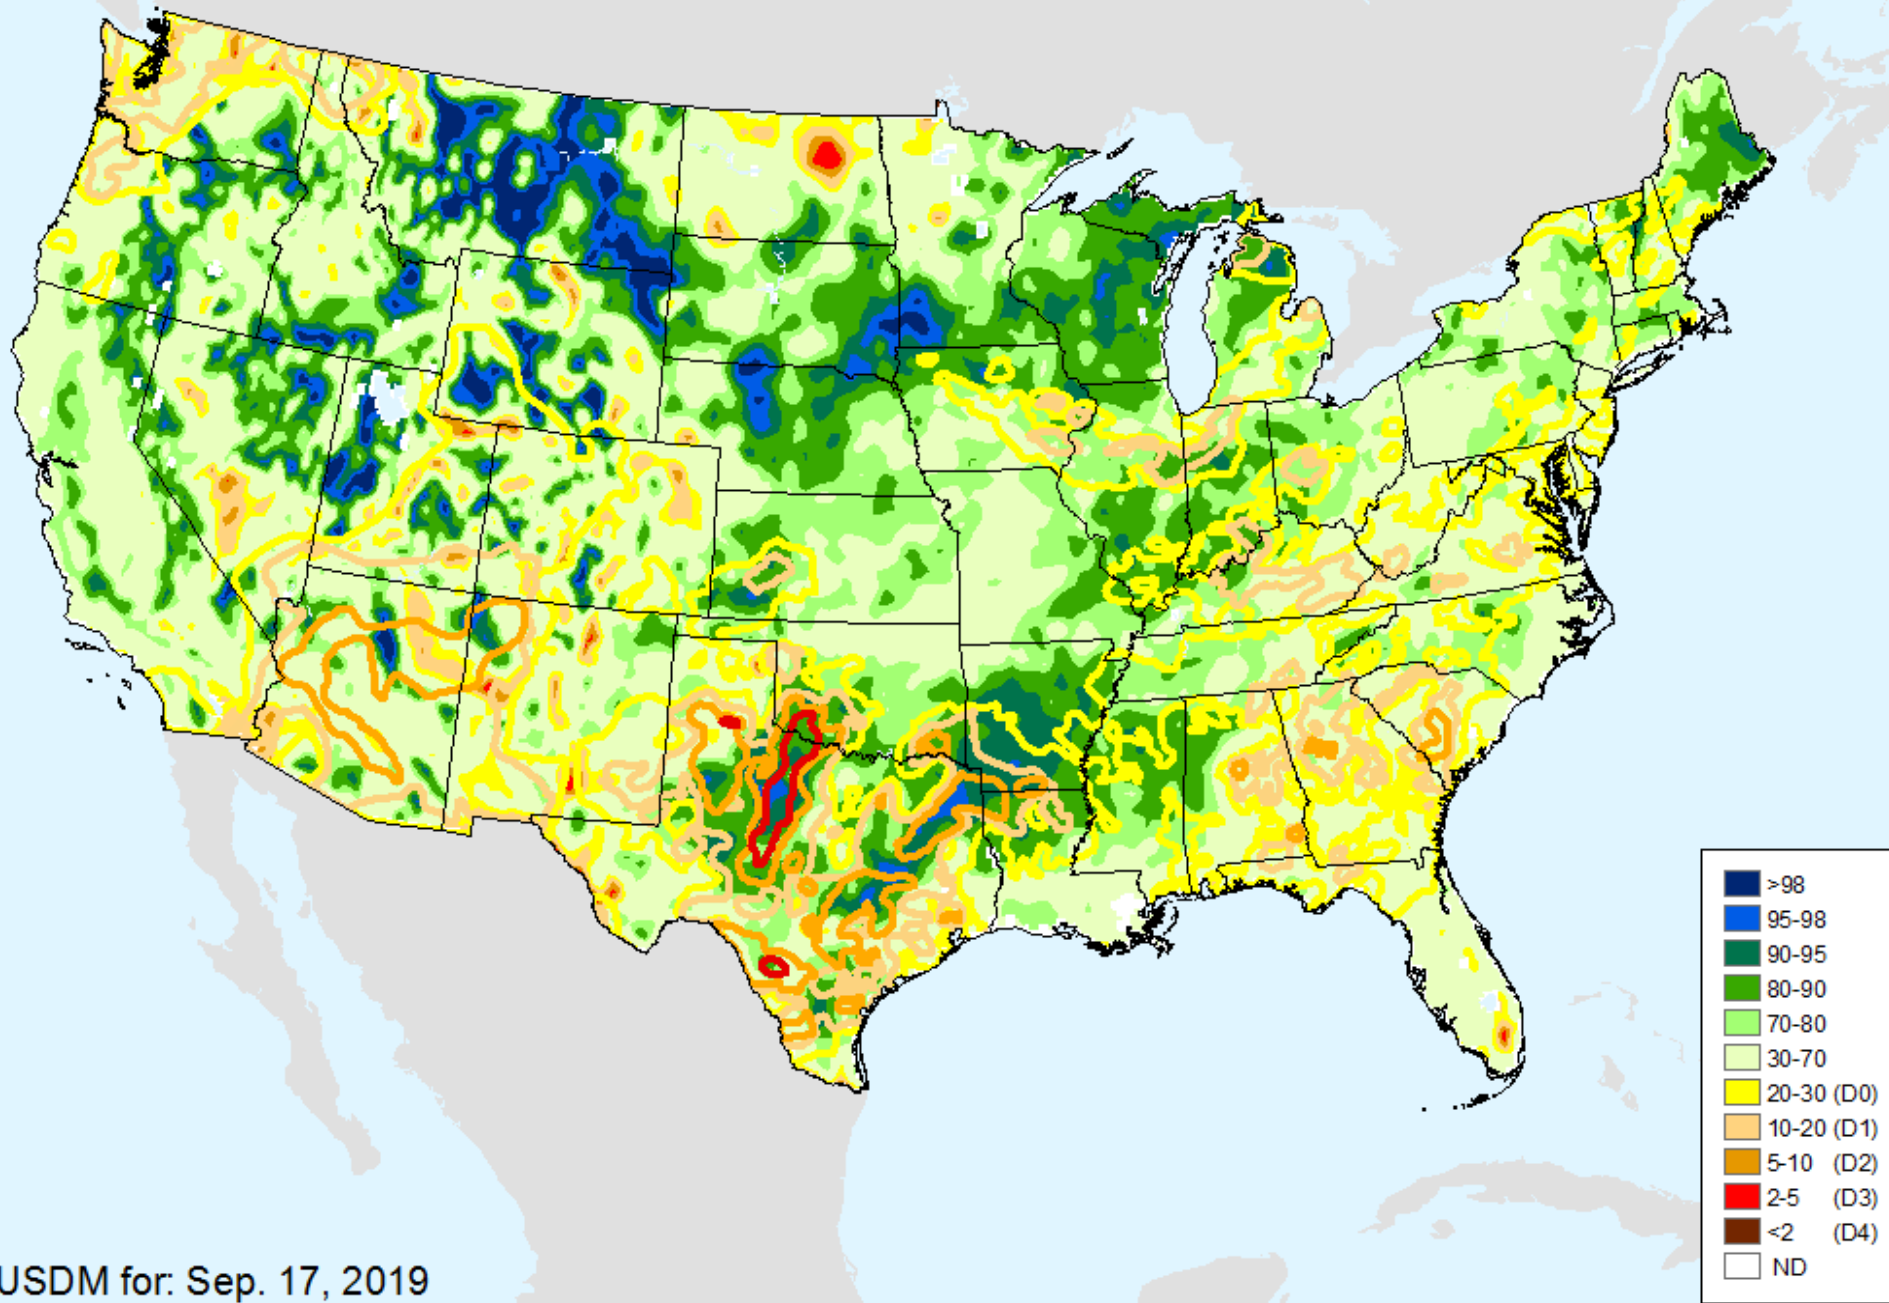 >98
95-98
90-95
80-90
70-80
30-70
20-30 (D0)
10-20 (D1)
5-10 (D2)
2-5 (D3)
<2 (D4)
ND
USDM for: Sep. 17, 2019